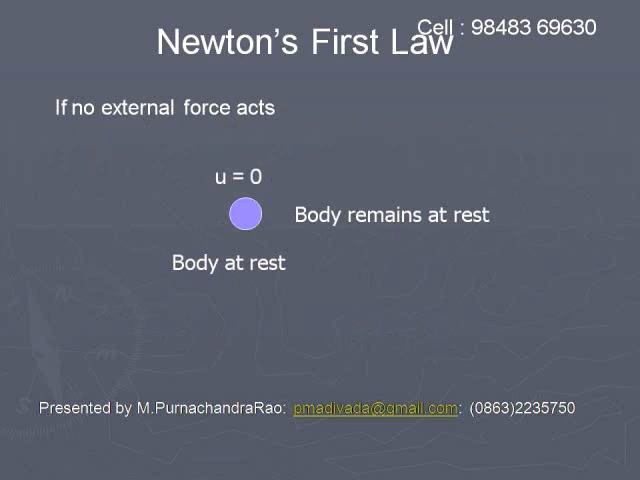 Cell : 98483 69630
Newton's First Law
If no external force acts
u = 0
Body remains at rest
Body at rest
Presented by M.PurnachandraRao: pmadivada@gmail.com: (0863)2235750
N
m
S